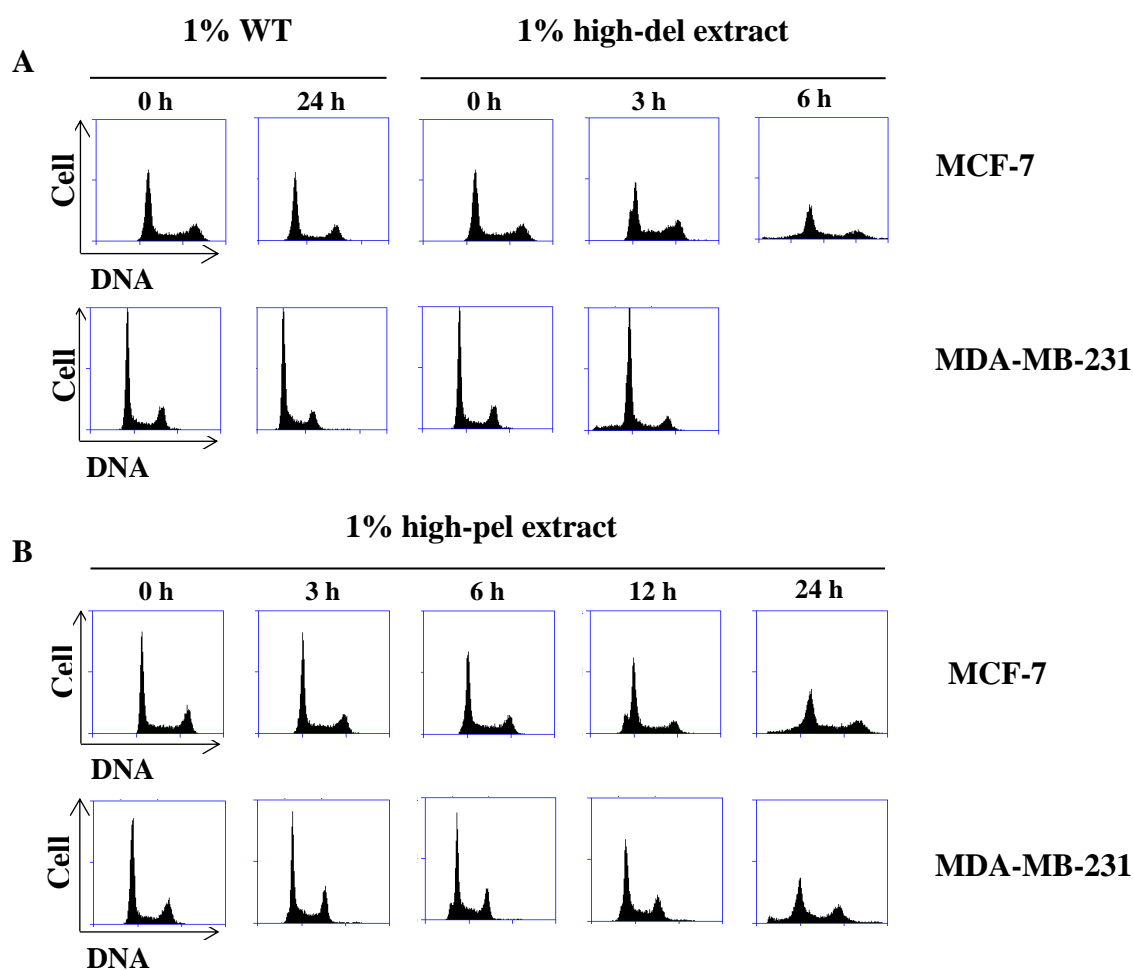 1% WT 1% high-del extract
A
0 h 24 h 0 h 3 h 6 h
Cell
MCF-7
DNA
Cell
MDA-MB-231
DNA
1% high-pel extract
B
0 h 3 h 6 h 12 h 24 h
Cell
MCF-7
DNA
Cell
MDA-MB-231
DNA